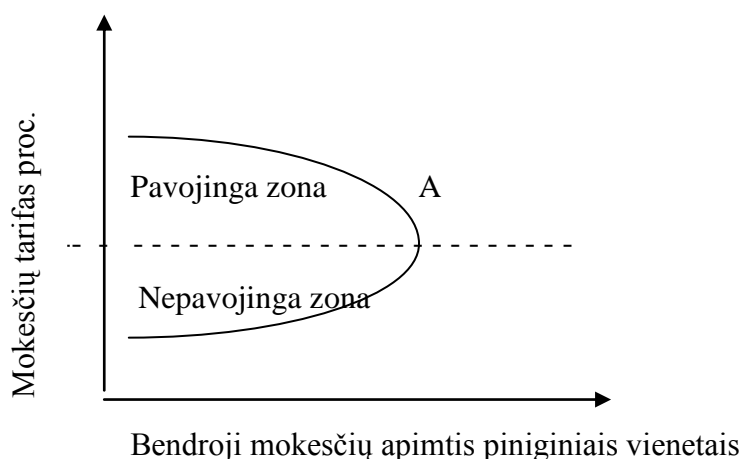 Mokesčių tarifas proc.
Pavojinga zona
A
Nepavojinga zona
Bendroji mokesčių apimtis piniginiais vienetais